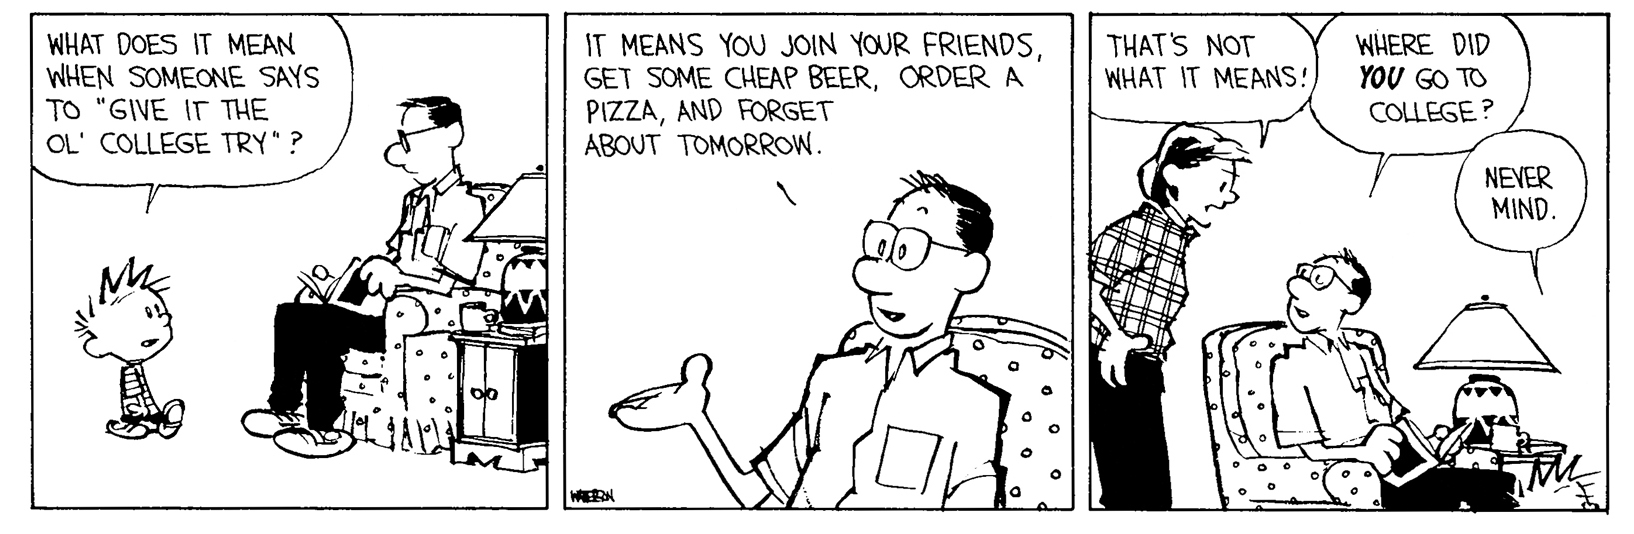 WHAT DOES IT MEAN
WHEN SOMEONE SAYS
TO "GIVE IT THE
OL' COLLEGE TRY"?
IT MEANS YOU JOIN YOUR FRIENDS,
GET SOME CHEAP BEER, ORDER A
PIZZA, AND FORGET
ABOUT TOMORROW.
WATTERSON
THAT'S NOT
WHAT IT MEANS!
WHERE DID
YOU GO TO
COLLEGE?
NEVER
MIND.